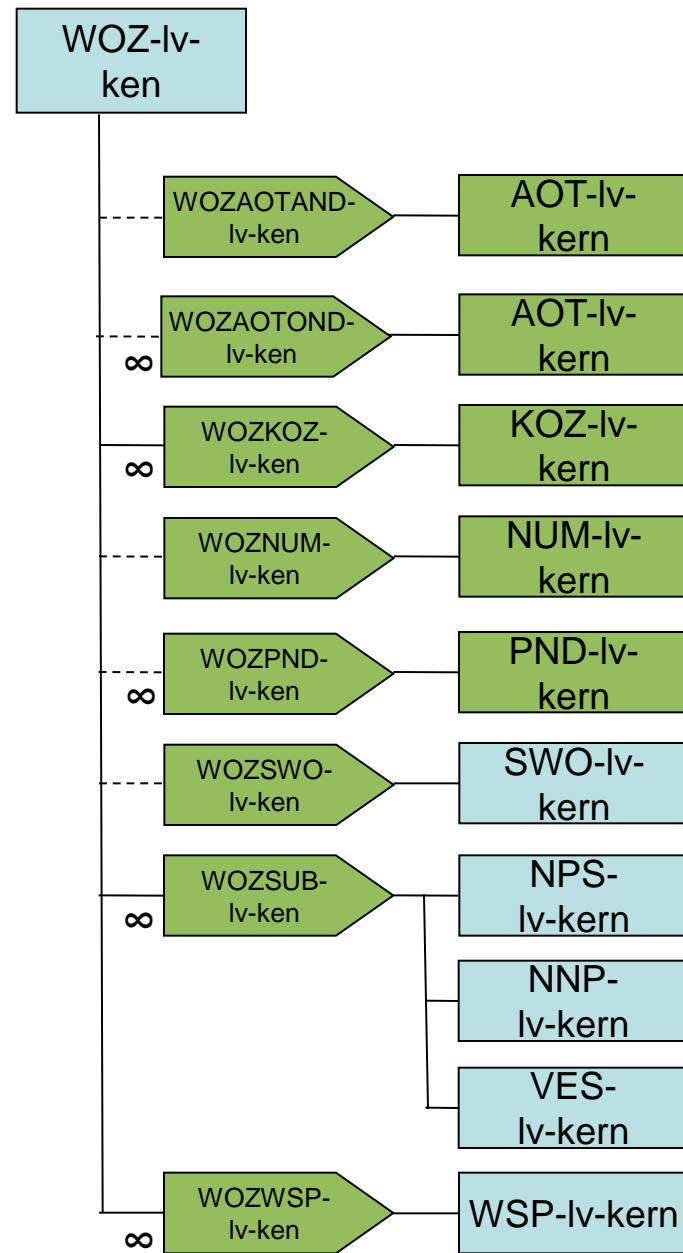 WOZ-lv-
ken
WOZAOTAND-
lv-ken
AOT-lv-
kern
WOZAOTOND-
lv-ken
AOT-lv-
kern
∞
WOZKOZ-
lv-ken
KOZ-lv-
kern
∞
WOZNUM-
lv-ken
NUM-lv-
kern
WOZPND-
lv-ken
PND-lv-
kern
∞
WOZSWO-
lv-ken
SWO-lv-
kern
WOZSUB-
lv-ken
NPS-
lv-kern
∞
NNP-
lv-kern
VES-
lv-kern
WOZWSP-
lv-ken
WSP-lv-kern
∞